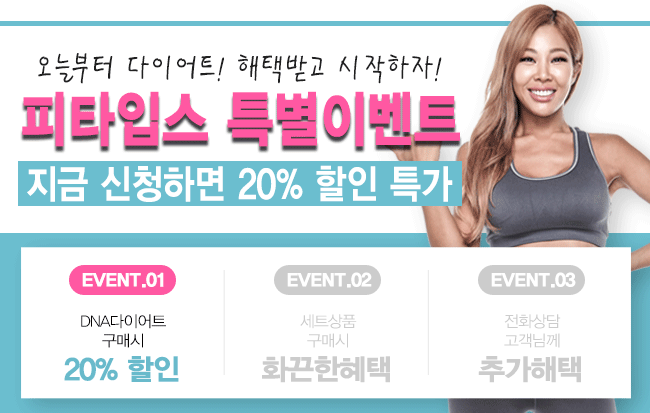 오늘부터 다이어트! 해택받고 시작하자!
피타입스 특별이벤트
지금 신청하면 20% 할인 특가
EVENT.01
DNA다이어트
구매시
20% 할인
EVENT.02
세트상품
구매시
화끈한혜택
EVENT.03
전화상담
고객님께
추가해택